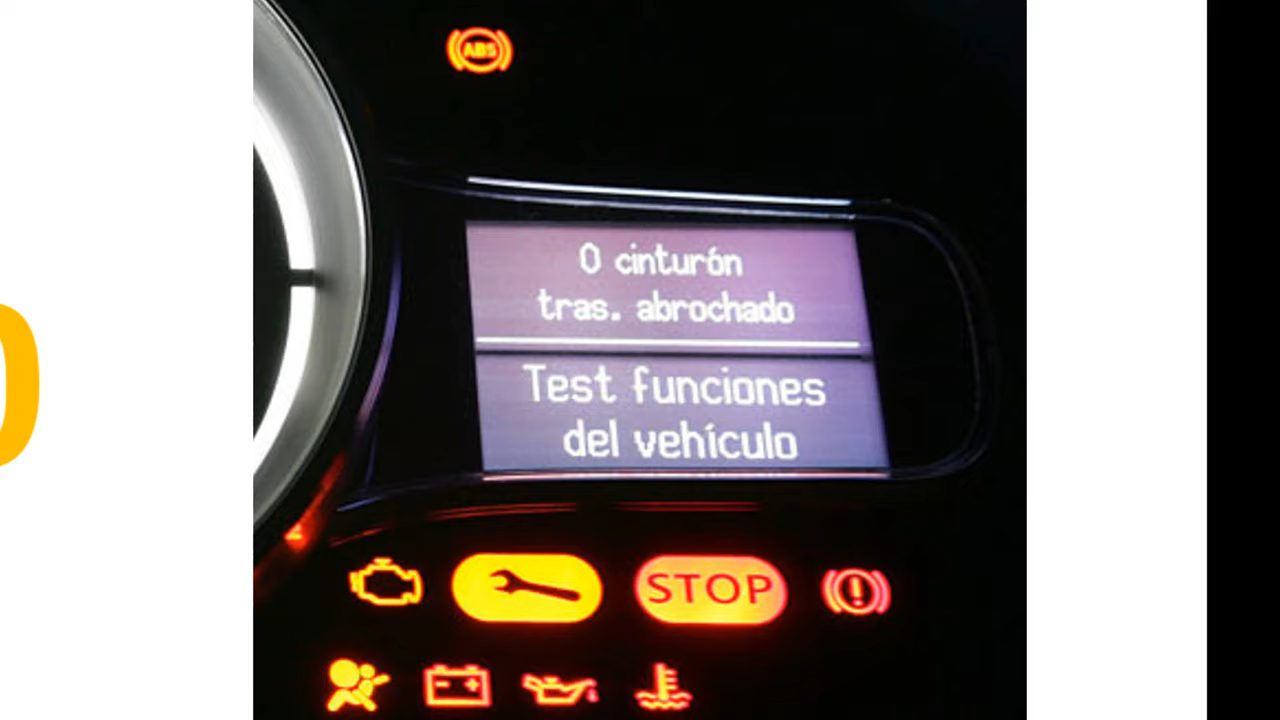 ABS
0 cinturón
tras. abrochado
Test funciones
del vehículo
STOP